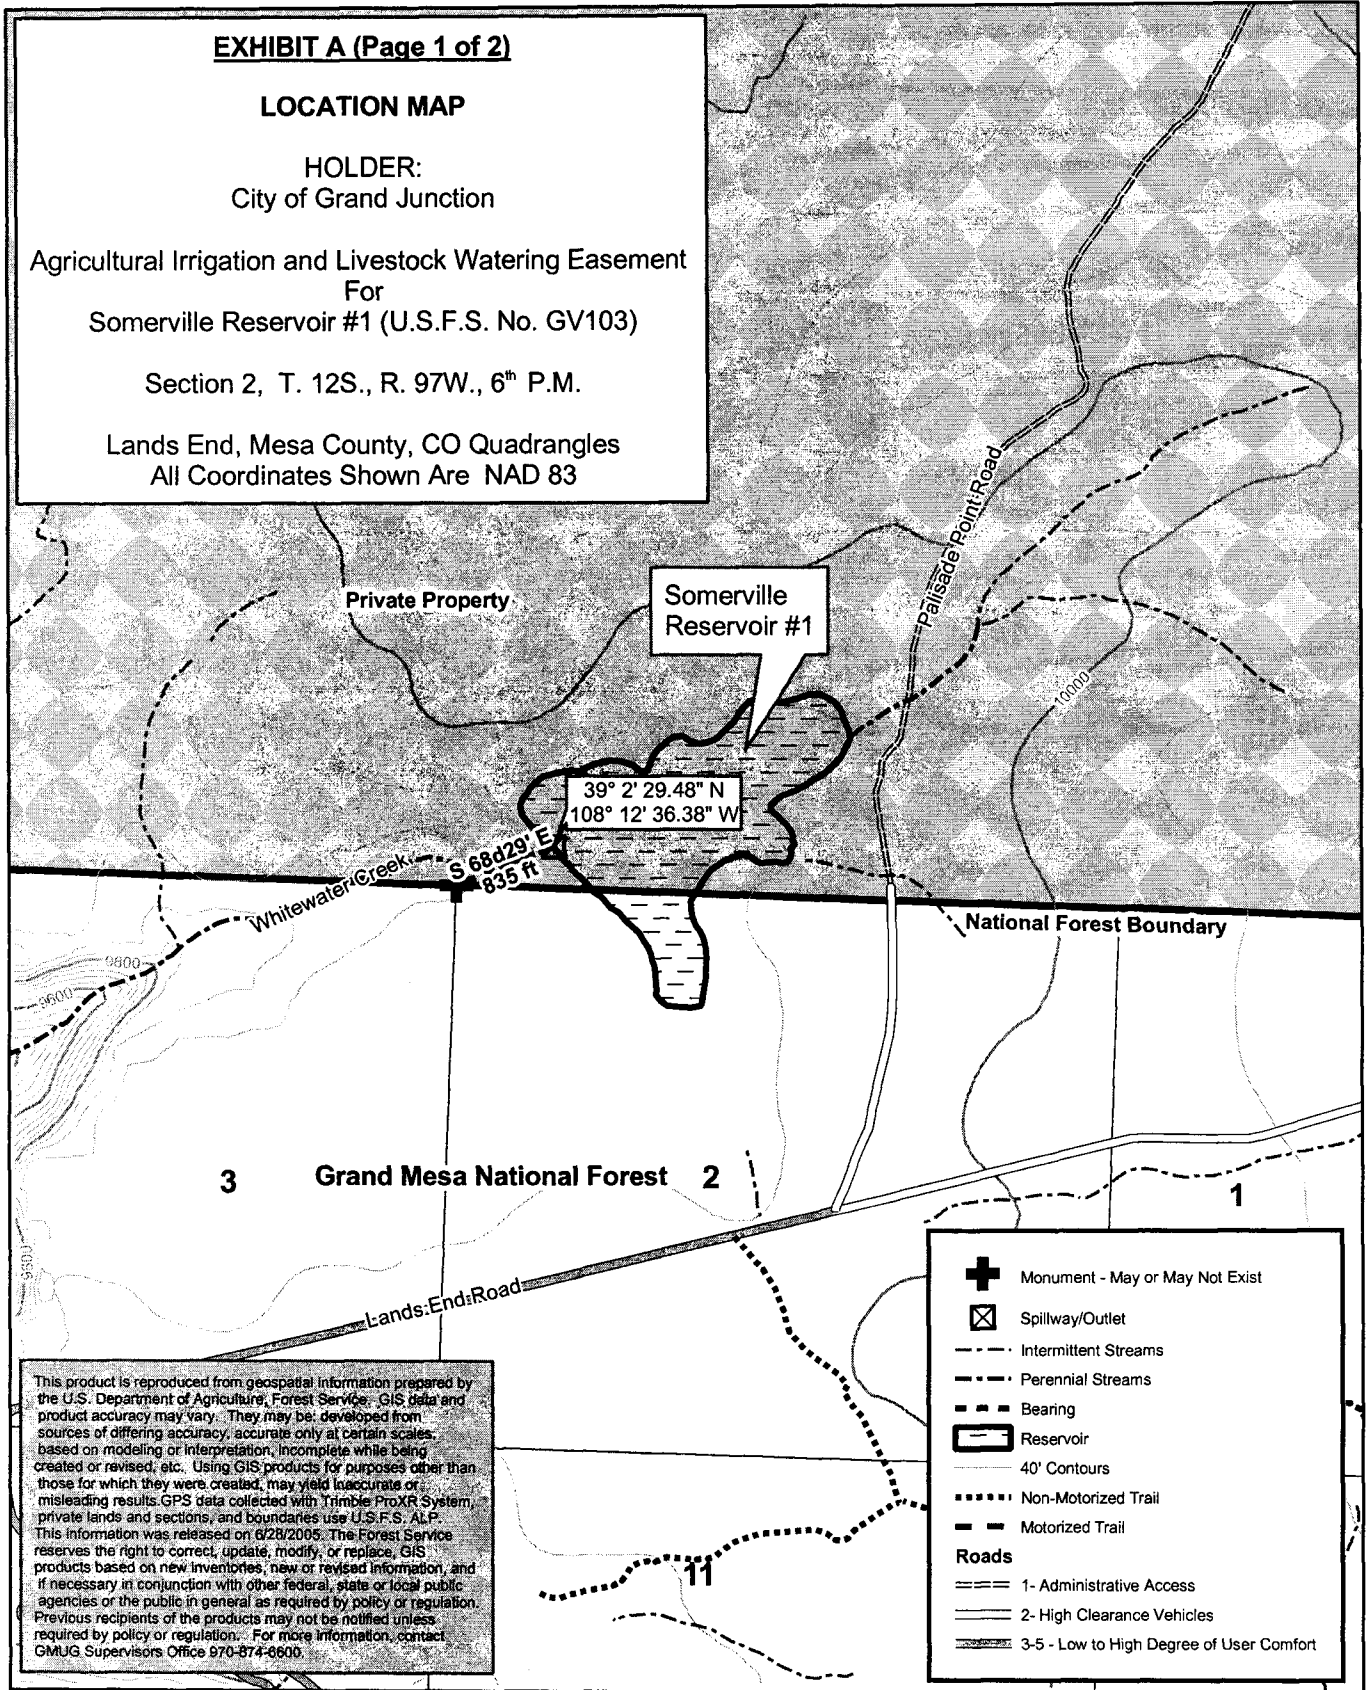 EXHIBIT A (Page 1 of 2)
LOCATION MAP
HOLDER:
City of Grand Junction
Agricultural Irrigation and Livestock Watering Easement
For
Somerville Reservoir #1 (U.S.F.S. No. GV103)
Section 2, T. 12S., R. 97W., 6th P.M.
Lands End, Mesa County, CO Quadrangles
All Coordinates Shown Are NAD 83
Palisade Point Road
Private Property
Somerville
Reservoir #1
10000
39° 2' 29.48" N
108° 12' 36.38" W
S 68d29' E
835 ft
Whitewater Creek
National Forest Boundary
9800
9600
3
Grand Mesa National Forest
2
1
9600
Lands End Road
11
Monument - May or May Not Exist
Spillway/Outlet
Intermittent Streams
Perennial Streams
Bearing
Reservoir
40' Contours
Non-Motorized Trail
Motorized Trail
Roads
1- Administrative Access
2- High Clearance Vehicles
3-5 - Low to High Degree of User Comfort
This product is reproduced from geospatial information prepared by
the U.S. Department of Agriculture, Forest Service. GIS data and
product accuracy may vary. They may be: developed from
sources of differing accuracy, accurate only at certain scales,
based on modeling or interpretation, incomplete while being
created or revised, etc. Using GIS products for purposes other than
those for which they were created, may yield inaccurate or
misleading results.GPS data collected with Trimble ProXR System,
private lands and sections, and boundaries use U.S.F.S. ALP.
This information was released on 6/28/2005. The Forest Service
reserves the right to correct, update, modify, or replace, GIS
products based on new inventories, new or revised information, and
if necessary in conjunction with other federal, state or local public
agencies or the public in general as required by policy or regulation.
Previous recipients of the products may not be notified unless
required by policy or regulation. For more information, contact
GMUG Supervisors Office 970-874-6600.